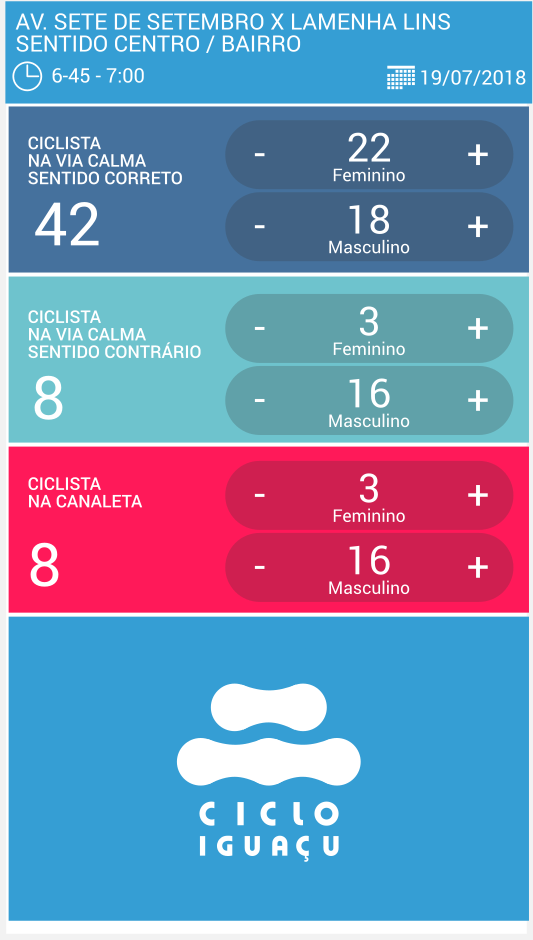 AV. SETE DE SETEMBRO X LAMENHA LINS
SENTIDO CENTRO / BAIRRO
6-45 - 7:00
19/07/2018
CICLISTA
NA VIA CALMA
SENTIDO CORRETO
42
- 22 +
Feminino
- 18 +
Masculino
CICLISTA
NA VIA CALMA
SENTIDO CONTRÁRIO
8
- 3 +
Feminino
- 16 +
Masculino
CICLISTA
NA CANALETA
8
- 3 +
Feminino
- 16 +
Masculino
CICLO
IGUAÇU